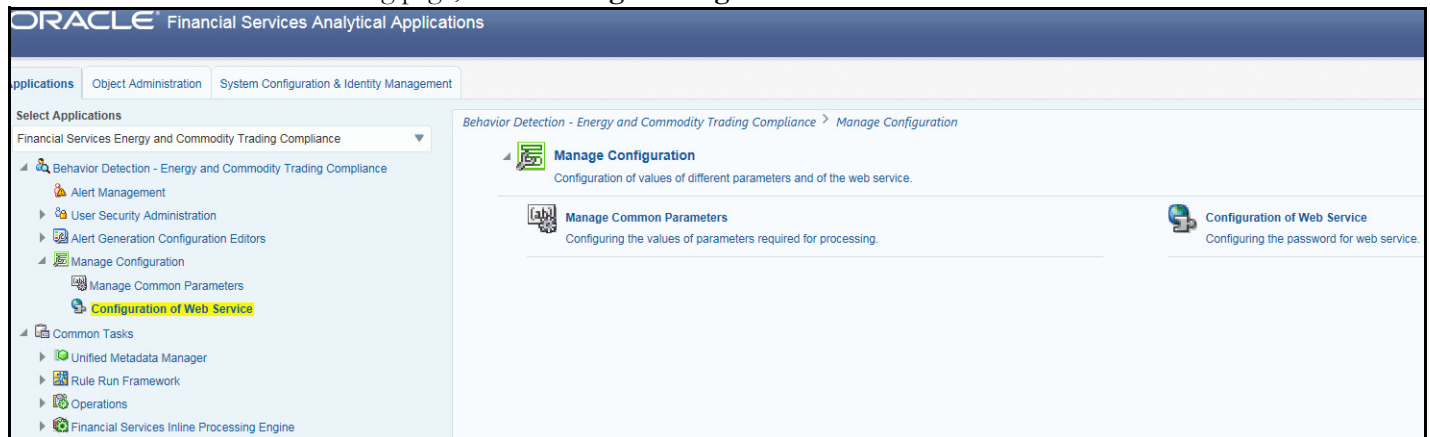 ORACLE® Financial Services Analytical Applications
Applications Object Administration System Configuration & Identity Management
Select Applications
Financial Services Energy and Commodity Trading Compliance
Behavior Detection - Energy and Commodity Trading Compliance
Alert Management
User Security Administration
Alert Generation Configuration Editors
Manage Configuration
Manage Common Parameters
Configuration of Web Service
Common Tasks
Unified Metadata Manager
Rule Run Framework
Operations
Financial Services Inline Processing Engine
Behavior Detection - Energy and Commodity Trading Compliance > Manage Configuration
Manage Configuration
Configuration of values of different parameters and of the web service.
Manage Common Parameters
Configuring the values of parameters required for processing.
Configuration of Web Service
Configuring the password for web service.